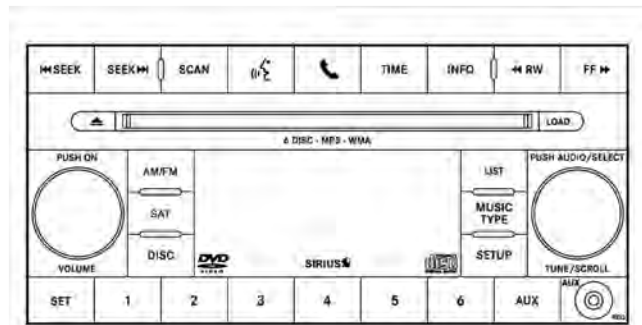 ⏮SEEK SEEK⏭ SCAN TIME INFO ◀◀ RW FF ▶▶
LOAD
6 DISC - MP3 - WMA
PUSH ON
AM/FM
SAT
DISC
VOLUME
DVD
VIDEO
SIRIUS
LIST
MUSIC
TYPE
SETUP
PUSH AUDIO/SELECT
TUNE/SCROLL
SET 1 2 3 4 5 6 AUX
AUX